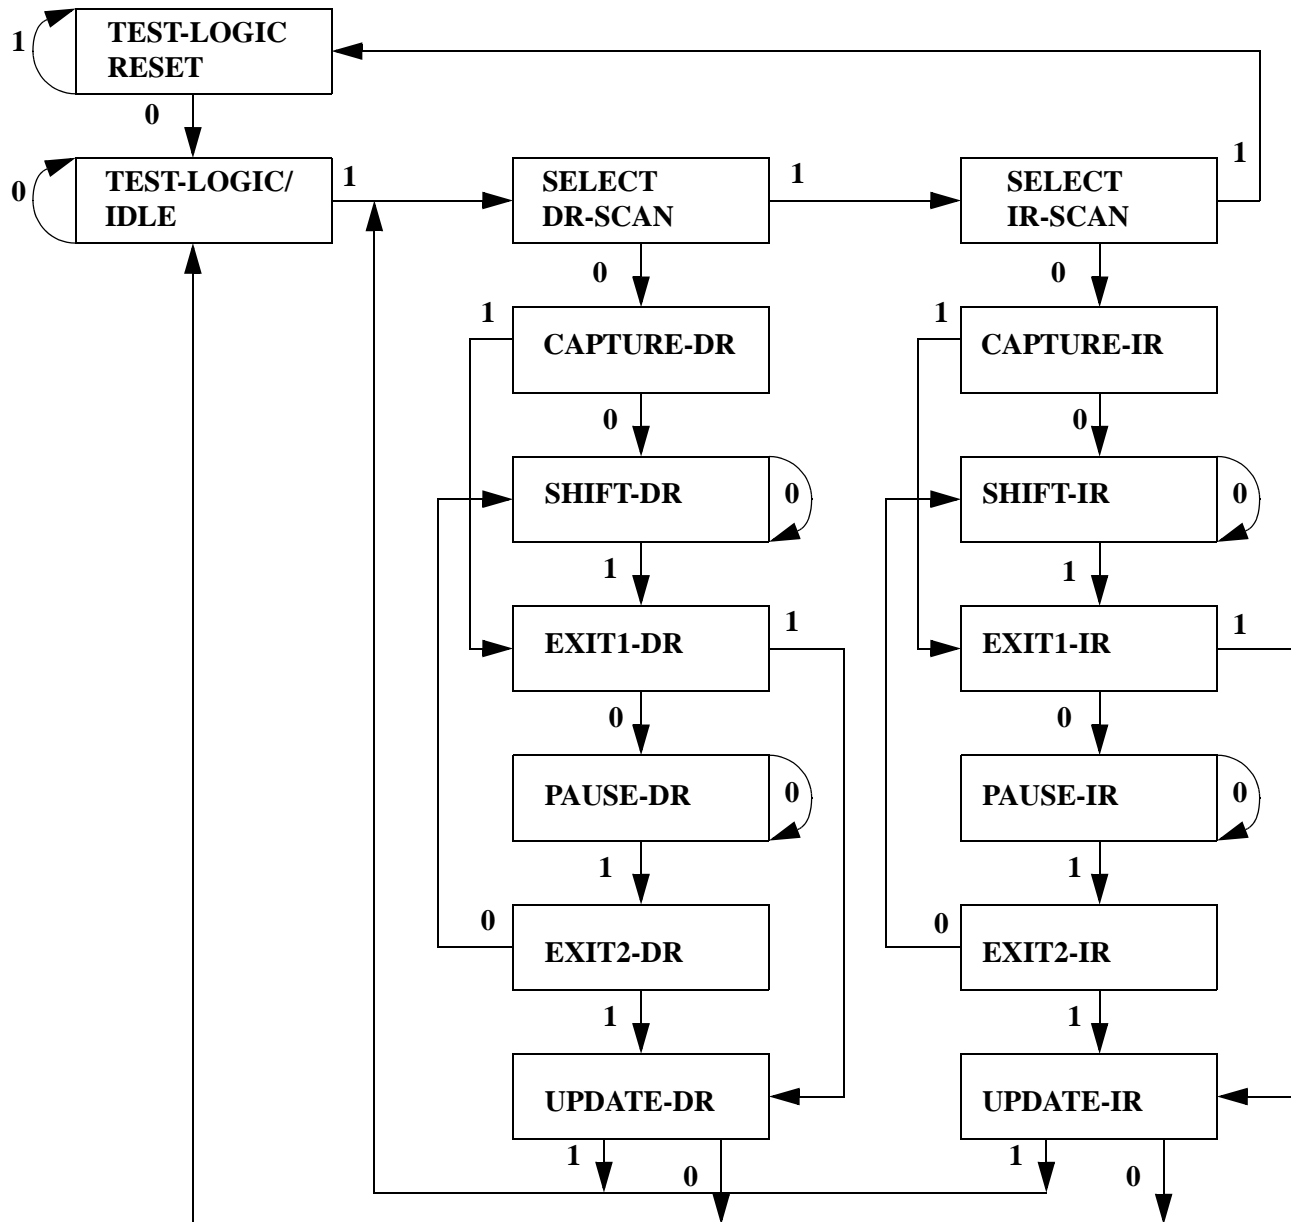 1
TEST-LOGIC
RESET
0
0
TEST-LOGIC/
IDLE
1
SELECT
DR-SCAN
1
SELECT
IR-SCAN
1
0
0
1
CAPTURE-DR
1
CAPTURE-IR
0
0
SHIFT-DR
0
SHIFT-IR
0
1
1
EXIT1-DR
1
EXIT1-IR
1
0
0
PAUSE-DR
0
PAUSE-IR
0
1
1
0
EXIT2-DR
0
EXIT2-IR
1
1
UPDATE-DR
UPDATE-IR
1
0
1
0